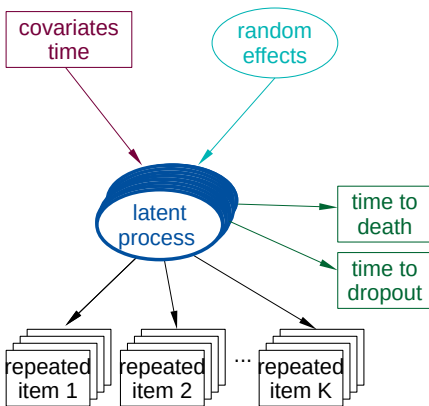 covariates
time
random
effects
latent
process
time to
death
time to
dropout
repeated
item 1
repeated
item 2
...
repeated
item K